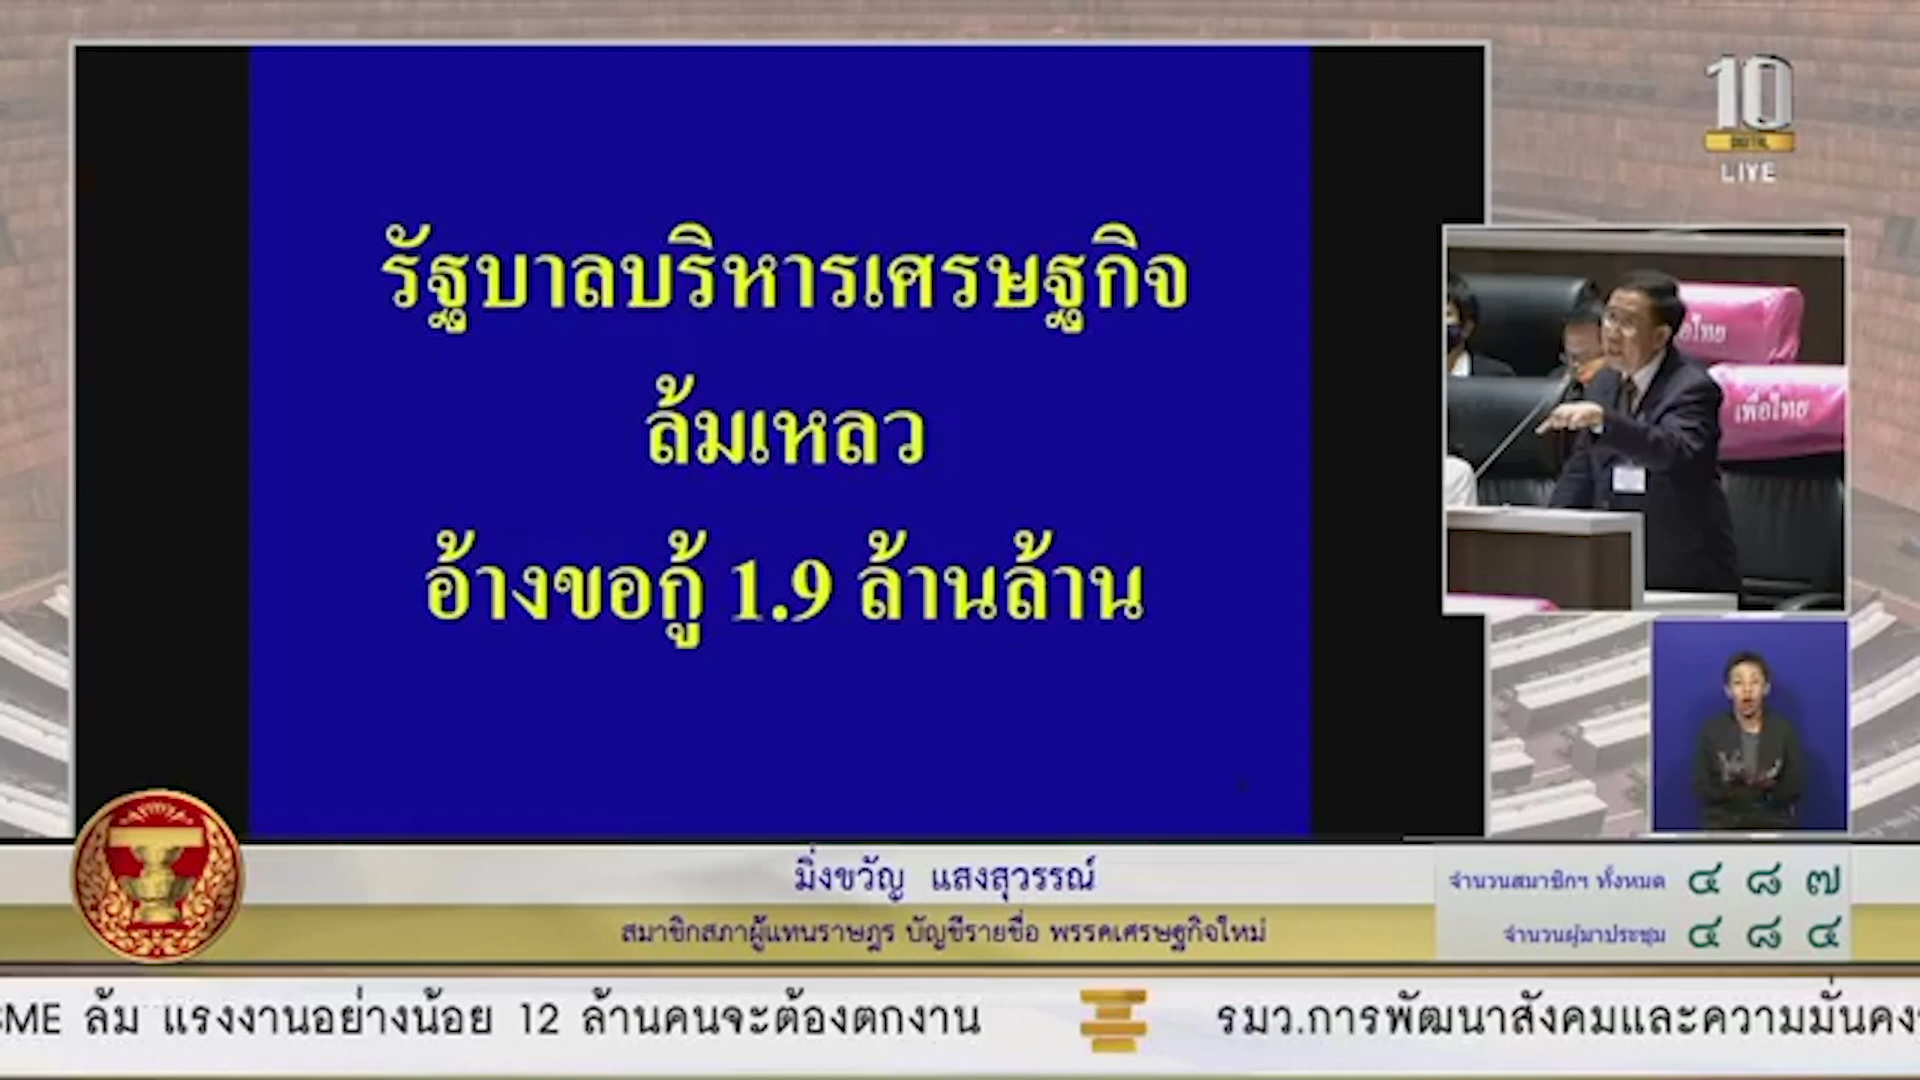 10
DIGITAL
LIVE
รัฐบาลบริหารเศรษฐกิจ
ล้มเหลว
อ้างขอกู้ 1.9 ล้านล้าน
เพื่อไทย
มิ่งขวัญ แสงสุวรรณ์
สมาชิกสภาผู้แทนราษฎร บัญชีรายชื่อ พรรคเศรษฐกิจใหม่
จำนวนสมาชิกฯ ทั้งหมด ๔ ๘ ๗
จำนวนผู้มาประชุม ๔ ๘ ๔
SME ล้ม แรงงานอย่างน้อย 12 ล้านคนจะต้องตกงาน รมว.การพัฒนาสังคมและความมั่นคง